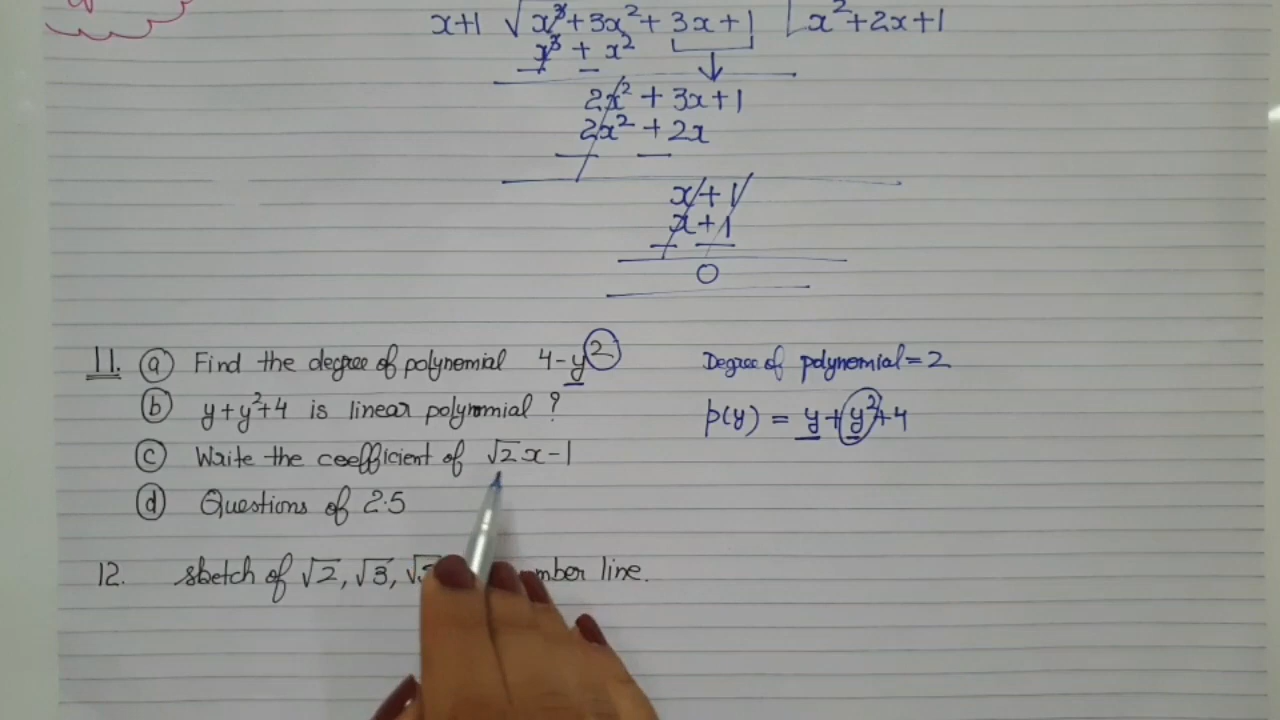 x+1 √x³+3x²+3x+1 x²+2x+1
x³ + x²
2x² + 3x+1
2x² + 2x
x + 1
x + 1
0
11. (a) Find the degree of polynomial 4-y² Degree of polynomial = 2
(b) y+y²+4 is linear polynomial ? p(y) = y+y²+4
(c) Write the coefficient of √2x-1
(d) Questions of 2.5
12. sketch of √2, √3, line.